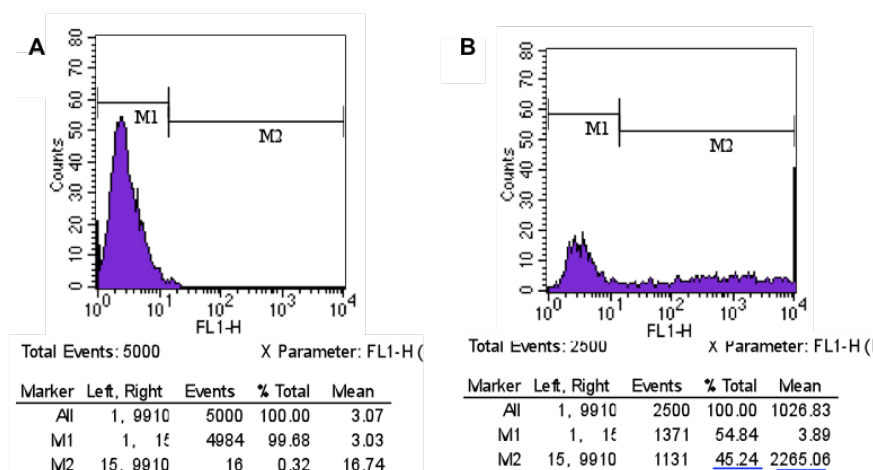 A
80
70
60
50
40
30
20
10
0
Counts
M1
M2
10^0 10^1 10^2 10^3 10^4
FL1-H
Total Events: 5000 X Parameter: FL1-H (
Marker Left, Right Events % Total Mean
All 1, 9910 5000 100.00 3.07
M1 1, 15 4984 99.68 3.03
M2 15, 9910 16 0.32 16.74
B
80
70
60
50
40
30
20
10
0
Counts
M1
M2
10^0 10^1 10^2 10^3 10^4
FL1-H
Total Events: 2500 X Parameter: FL1-H (
Marker Left, Right Events % Total Mean
All 1, 9910 2500 100.00 1026.83
M1 1, 15 1371 54.84 3.89
M2 15, 9910 1131 45.24 2265.06